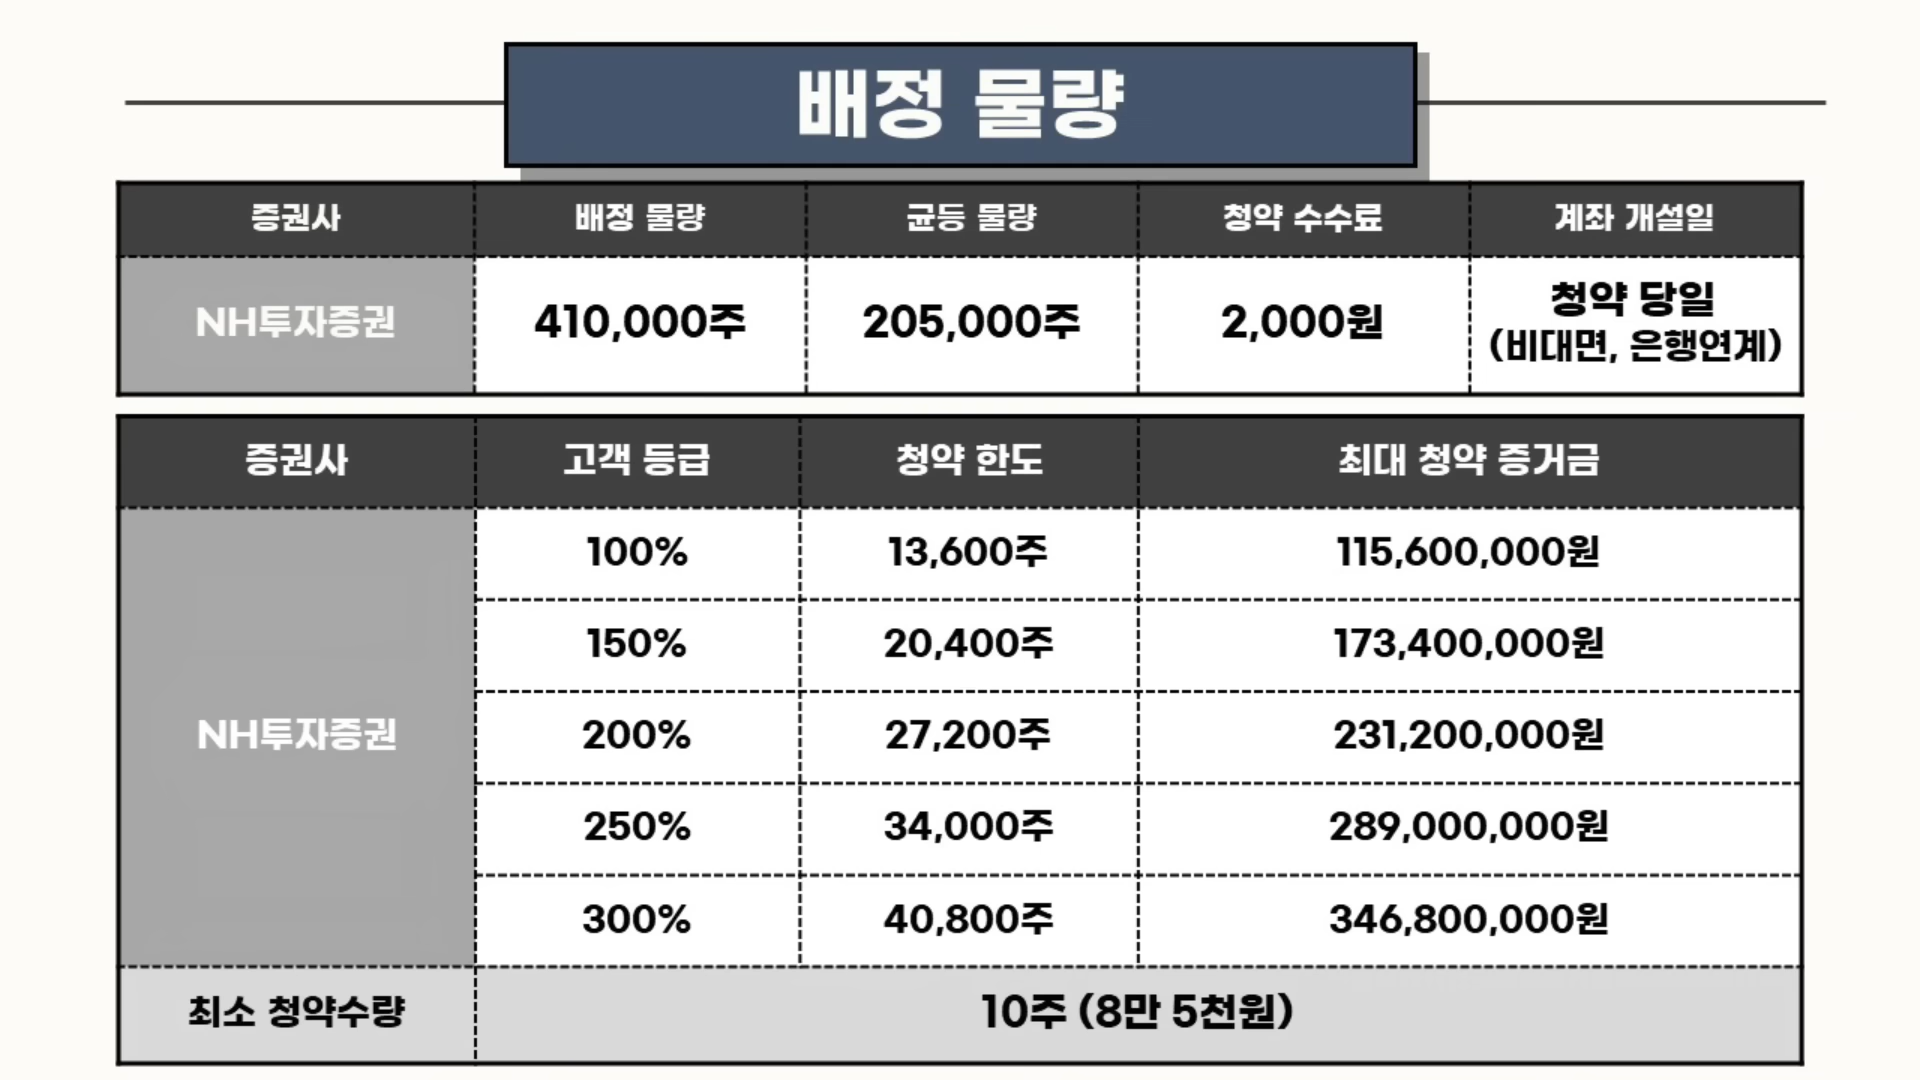 배정 물량
증권사 배정 물량 균등 물량 청약 수수료 계좌 개설일
NH투자증권 410,000주 205,000주 2,000원 청약 당일
(비대면, 은행연계)
증권사 고객 등급 청약 한도 최대 청약 증거금
100% 13,600주 115,600,000원
150% 20,400주 173,400,000원
NH투자증권 200% 27,200주 231,200,000원
250% 34,000주 289,000,000원
300% 40,800주 346,800,000원
최소 청약수량 10주 (8만 5천원)